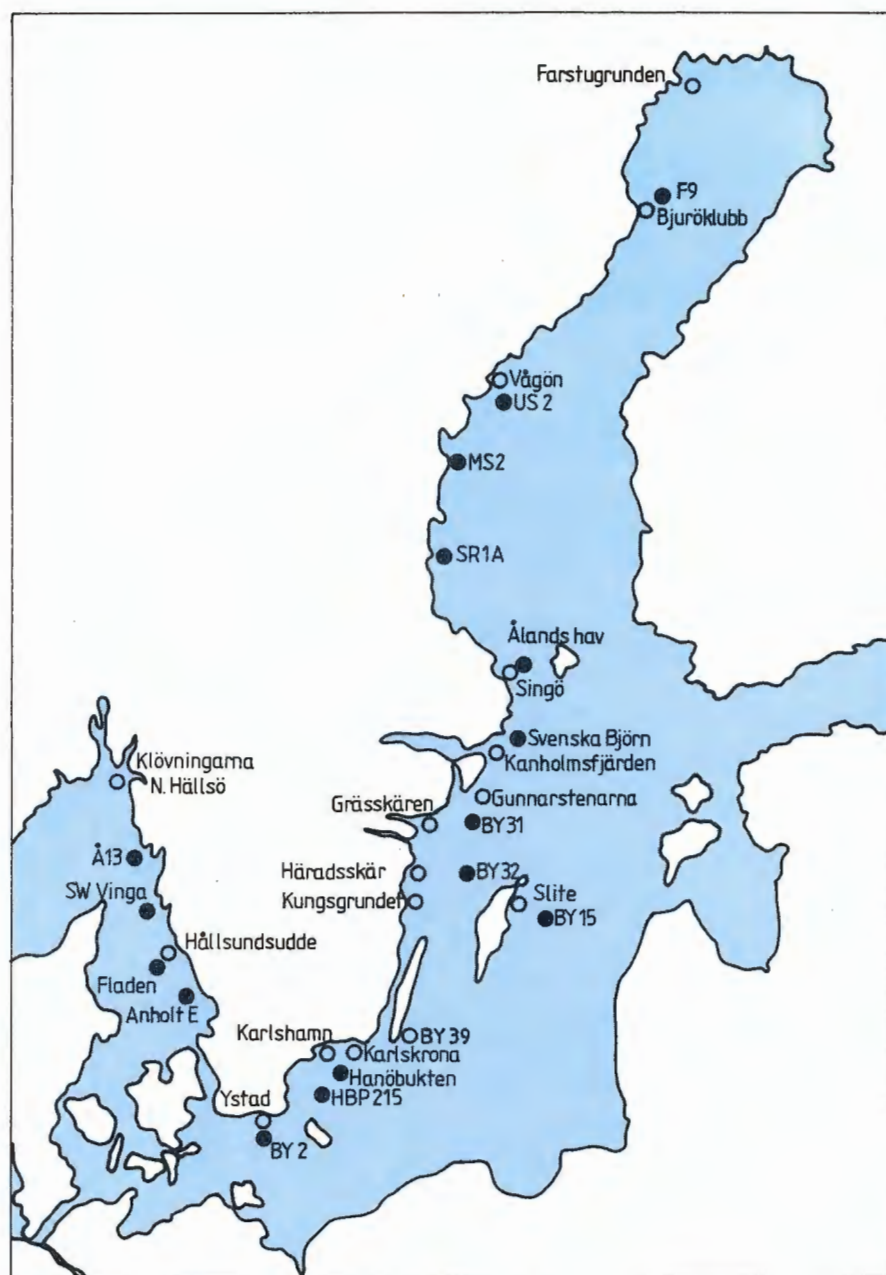 Farstugrunden
F9
Bjuröklubb
Vågön
US 2
MS2
SR1A
Ålands hav
Singö
Svenska Björn
Kanholmsfjärden
Klövningarna
N. Hällsö
Gunnarstenarna
Grässkären
BY31
Å13
Häradsskär
BY32
SW Vinga
Kungsgrundet
Slite
BY 15
Hållsundsudde
Fladen
Anholt E
Karlshamn
BY 39
Karlskrona
Hanöbukten
Ystad
HBP 215
BY 2